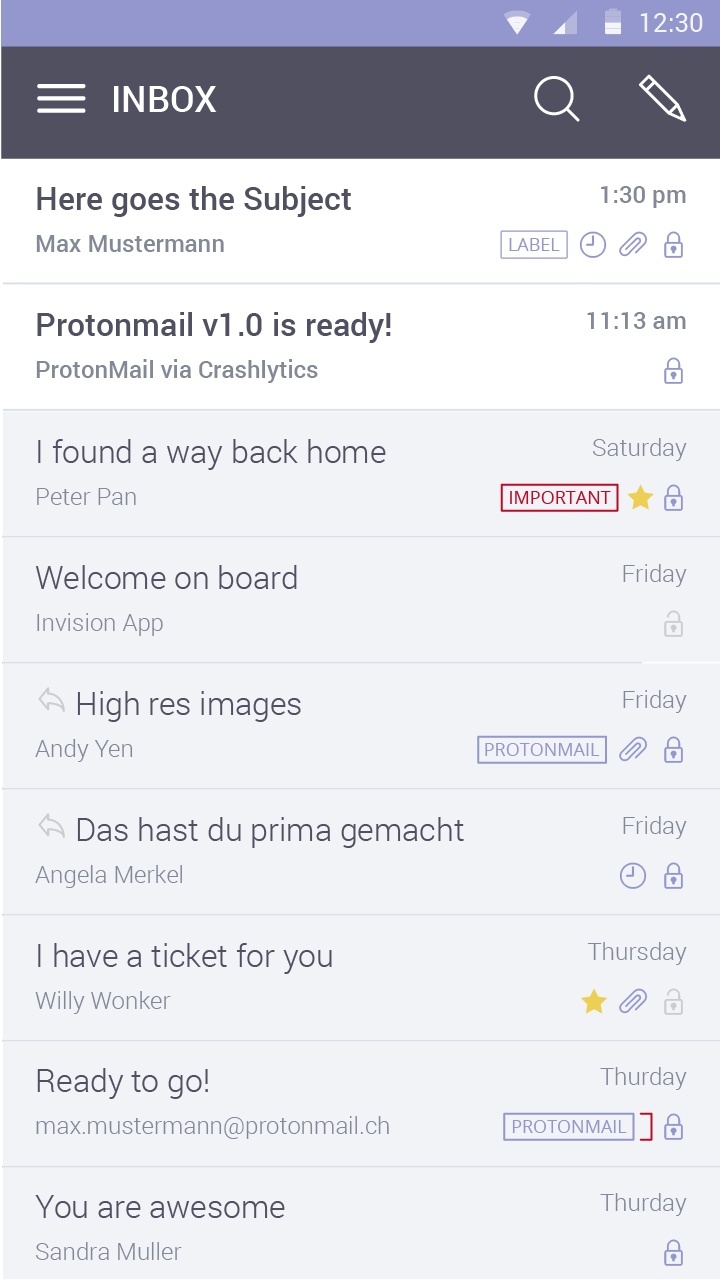 12:30
INBOX
Here goes the Subject 1:30 pm
Max Mustermann LABEL
Protonmail v1.0 is ready! 11:13 am
ProtonMail via Crashlytics
I found a way back home Saturday
Peter Pan IMPORTANT
Welcome on board Friday
Invision App
High res images Friday
Andy Yen PROTONMAIL
Das hast du prima gemacht Friday
Angela Merkel
I have a ticket for you Thursday
Willy Wonker
Ready to go! Thurday
max.mustermann@protonmail.ch PROTONMAIL
You are awesome Thurday
Sandra Muller